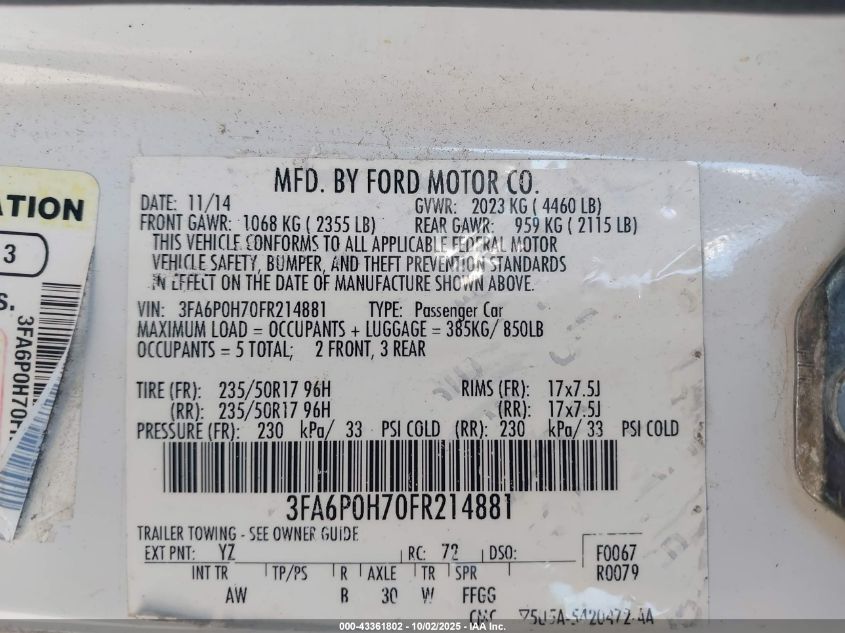 MFD. BY FORD MOTOR CO.
DATE: 11/14 GVWR: 2023 KG ( 4460 LB)
FRONT GAWR: 1068 KG ( 2355 LB) REAR GAWR: 959 KG ( 2115 LB)
THIS VEHICLE CONFORMS TO ALL APPLICABLE FEDERAL MOTOR
VEHICLE SAFETY, BUMPER, AND THEFT PREVENTION STANDARDS
IN EFFECT ON THE DATE OF MANUFACTURE SHOWN ABOVE.
VIN: 3FA6P0H70FR214881 TYPE: Passenger Car
MAXIMUM LOAD = OCCUPANTS + LUGGAGE = 385KG/ 850LB
OCCUPANTS = 5 TOTAL; 2 FRONT, 3 REAR
TIRE (FR): 235/50R17 96H RIMS (FR): 17x7.5J
(RR): 235/50R17 96H (RR): 17x7.5J
PRESSURE (FR): 230 kPa/ 33 PSI COLD (RR): 230 kPa/ 33 PSI COLD
3FA6P0H70FR214881
TRAILER TOWING - SEE OWNER GUIDE
EXT PNT: YZ RC: 72 DSO: F0067
INT TR TP/PS R AXLE TR SPR R0079
AW B 30 W FFGG
ATION
3
S.
3FA6P0H70F
000-43361802 - 10/02/2025 - IAA Inc.